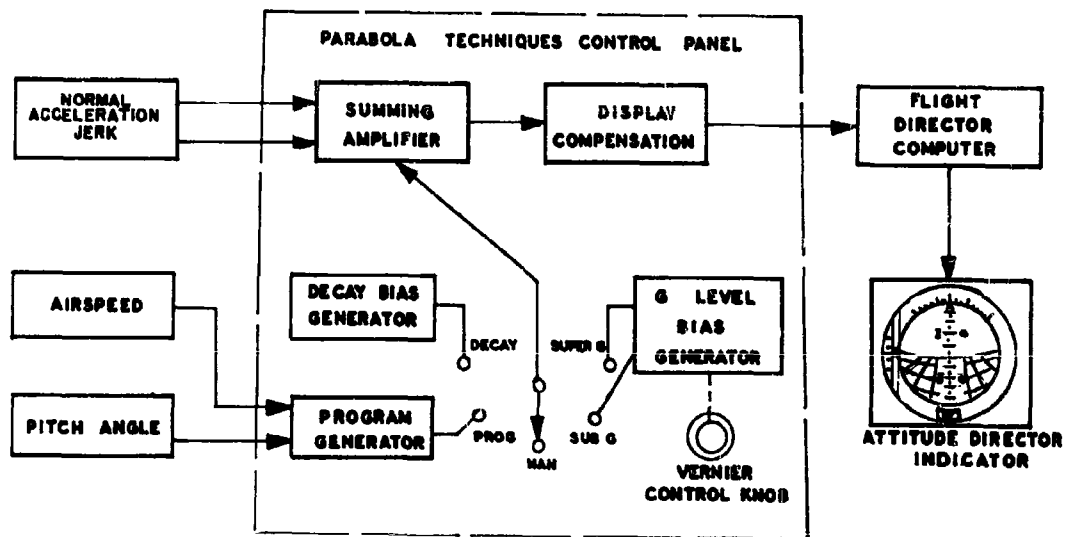 PARABOLA TECHNIQUES CONTROL PANEL
NORMAL
ACCELERATION
JERK
SUMMING
AMPLIFIER
DISPLAY
COMPENSATION
FLIGHT
DIRECTOR
COMPUTER
AIRSPEED
DECAY BIAS
GENERATOR
DECAY
SUPER G
G LEVEL
BIAS
GENERATOR
PITCH ANGLE
PROGRAM
GENERATOR
PROG
MAN
SUB G
VERNIER
CONTROL KNOB
ATTITUDE DIRECTOR
INDICATOR